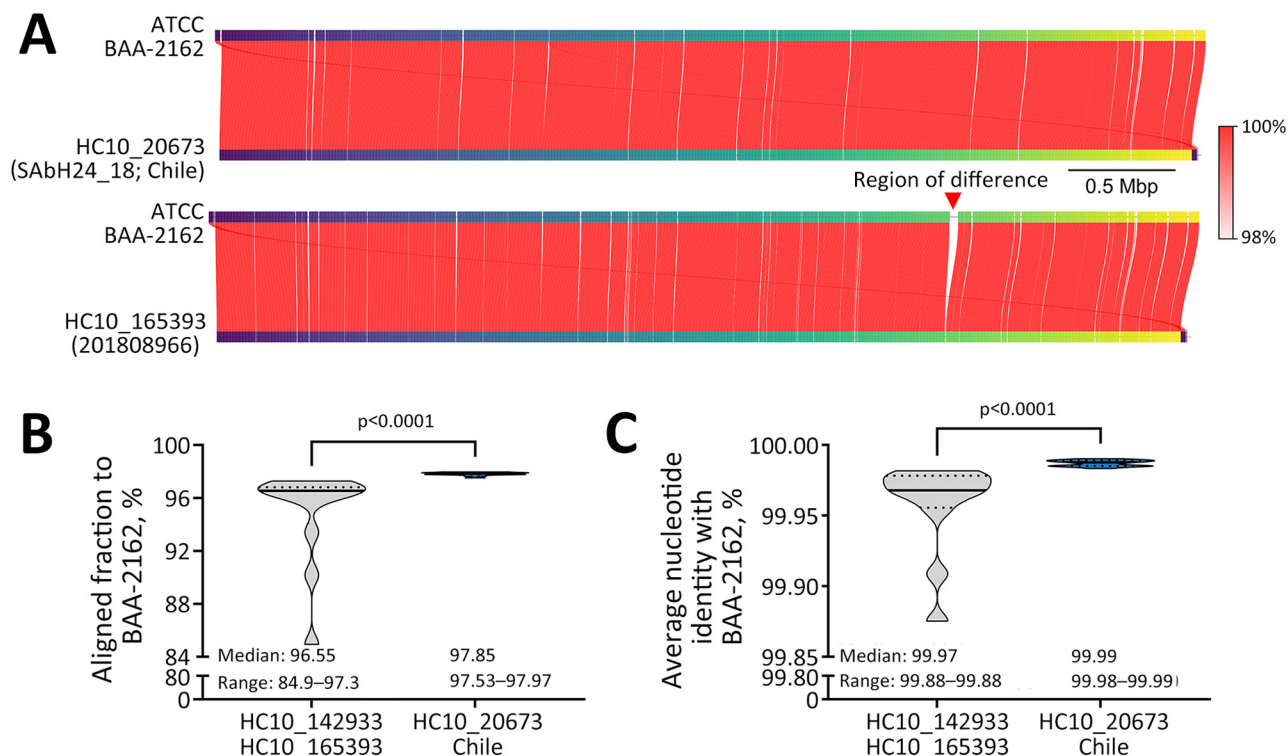 A
ATCC
BAA-2162
HC10_20673
(SAbH24_18; Chile)
100%
98%
0.5 Mbp
Region of difference
ATCC
BAA-2162
HC10_165393
(201808966)
B
p<0.0001
Aligned fraction to
BAA-2162, %
100
96
92
88
84
80
0
Median: 96.55
97.85
Range: 84.9–97.3
97.53–97.97
HC10_142933
HC10_165393
HC10_20673
Chile
C
p<0.0001
Average nucleotide
identity with
BAA-2162, %
100.00
99.95
99.90
99.85
99.80
0
Median: 99.97
99.99
Range: 99.88–99.88
99.98–99.99)
HC10_142933
HC10_165393
HC10_20673
Chile